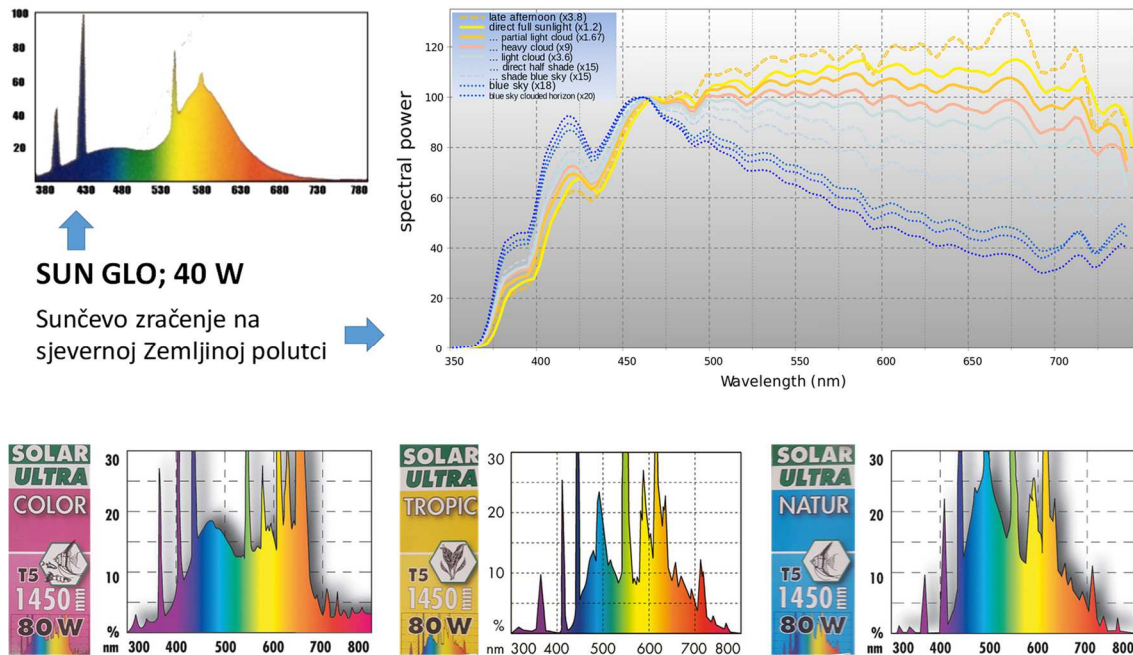 100
80
60
40
20
380 430 480 530 580 630 680 730 780
SUN GLO; 40 W
Sunčevo zračenje na
sjevernoj Zemljinoj polutci
late afternoon (x3.8)
direct full sunlight (x1.2)
... partial light cloud (x1.67)
... heavy cloud (x9)
... light cloud (x3.6)
... direct half shade (x15)
... shade blue sky (x15)
blue sky (x18)
blue sky clouded horizon (x20)
spectral power
120
100
80
60
40
20
0
350 400 450 500 550 600 650 700
Wavelength (nm)
SOLAR
ULTRA
COLOR
T5
1450 mm
80 W
30
20
10
%
nm 300 400 500 600 700 800
SOLAR
ULTRA
TROPIC
T5
1450 mm
80 W
30
20
10
%
nm 300 400 500 600 700 800
SOLAR
ULTRA
NATUR
T5
1450 mm
80 W
30
20
10
%
nm 300 400 500 600 700 800